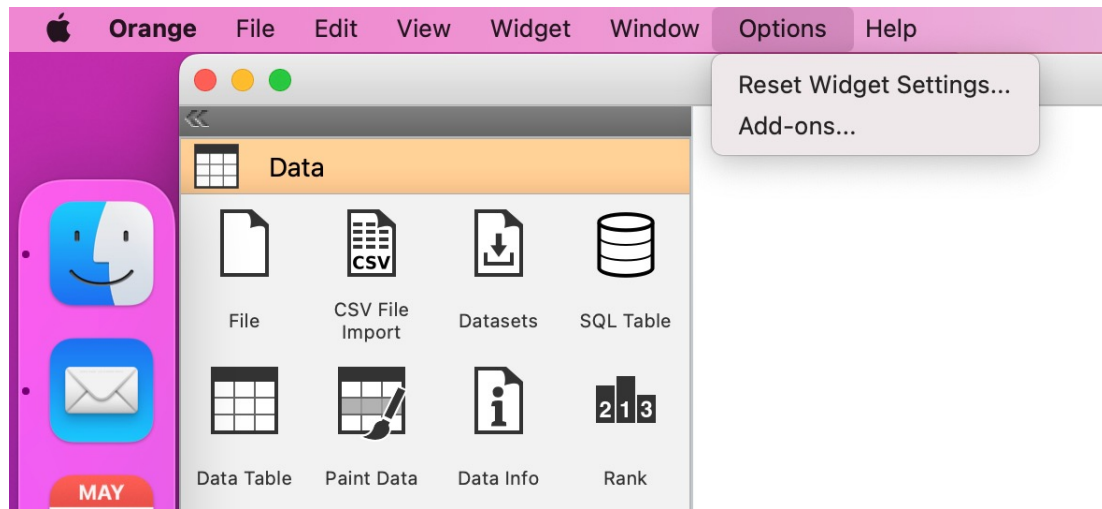 Orange File Edit View Widget Window Options Help
Reset Widget Settings...
Add-ons...
Data
CSV
File
CSV File
Import
Datasets
SQL Table
2 1 3
Data Table
Paint Data
Data Info
Rank
MAY